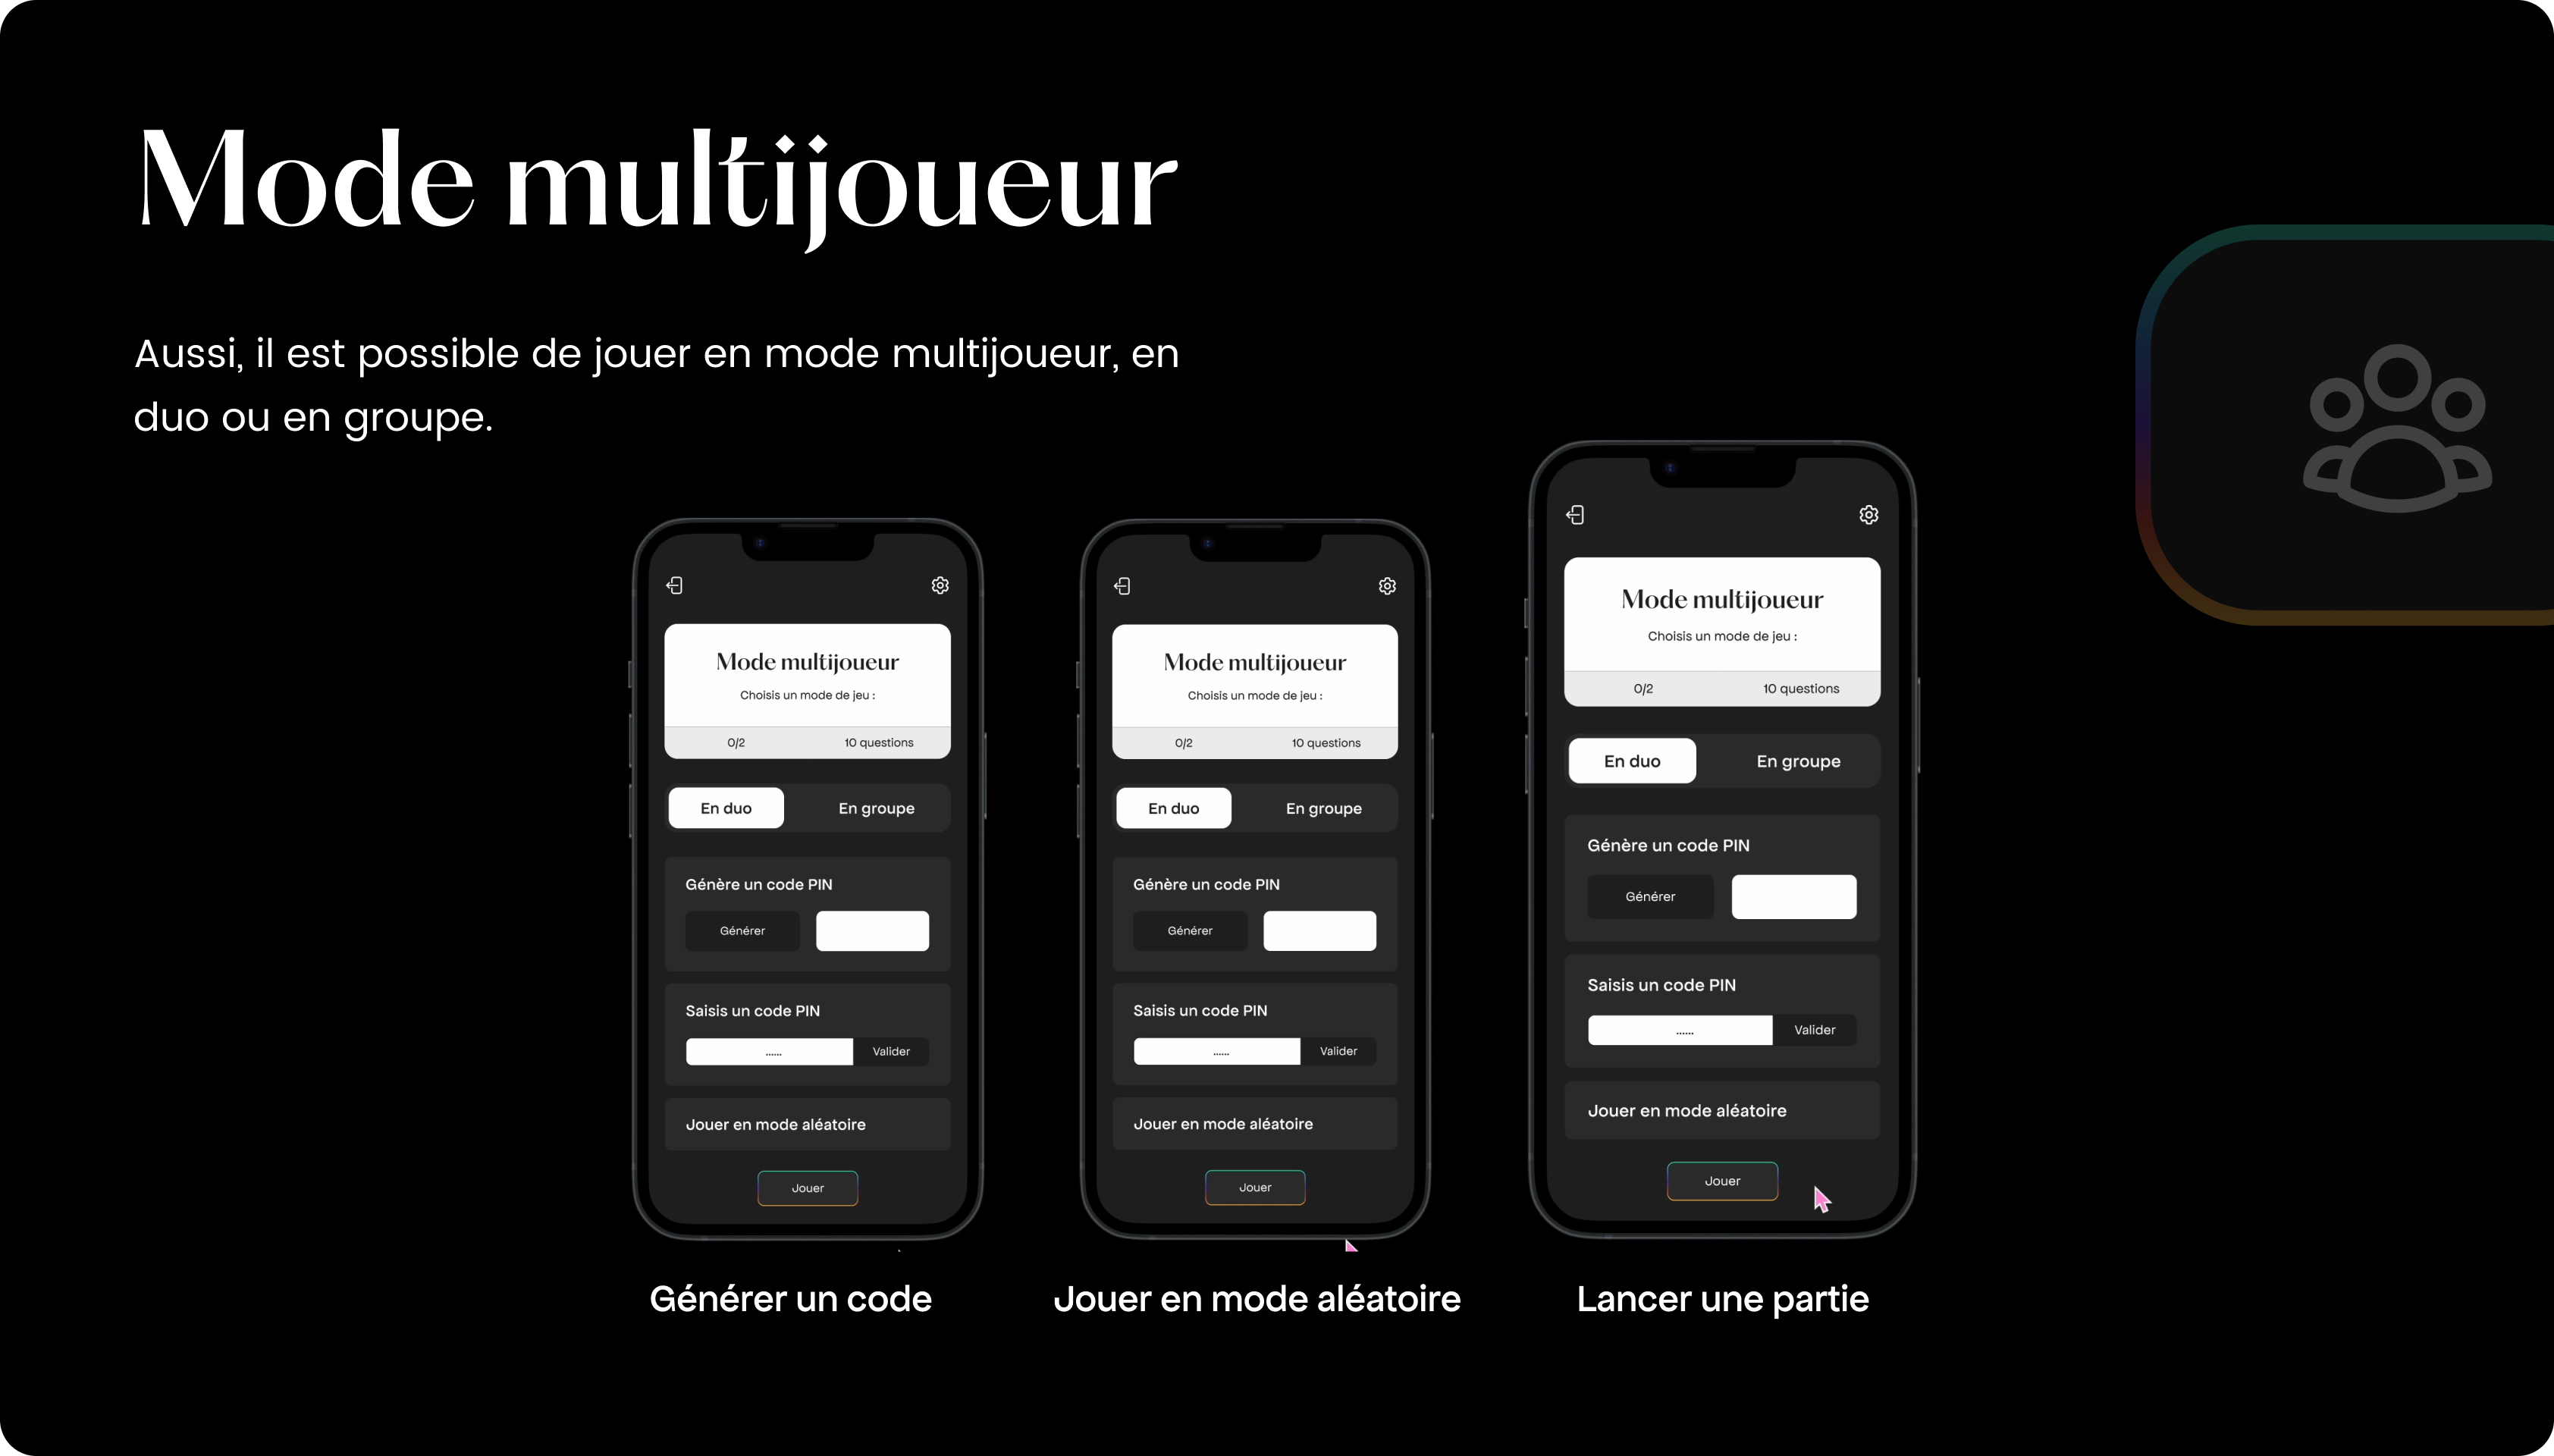 Mode multijoueur
Aussi, il est possible de jouer en mode multijoueur, en
duo ou en groupe.
Mode multijoueur
Choisis un mode de jeu :
0/2 10 questions
En duo En groupe
Génère un code PIN
Générer
Saisis un code PIN
...... Valider
Jouer en mode aléatoire
Jouer
Générer un code
Mode multijoueur
Choisis un mode de jeu :
0/2 10 questions
En duo En groupe
Génère un code PIN
Générer
Saisis un code PIN
...... Valider
Jouer en mode aléatoire
Jouer
Jouer en mode aléatoire
Mode multijoueur
Choisis un mode de jeu :
0/2 10 questions
En duo En groupe
Génère un code PIN
Générer
Saisis un code PIN
...... Valider
Jouer en mode aléatoire
Jouer
Lancer une partie